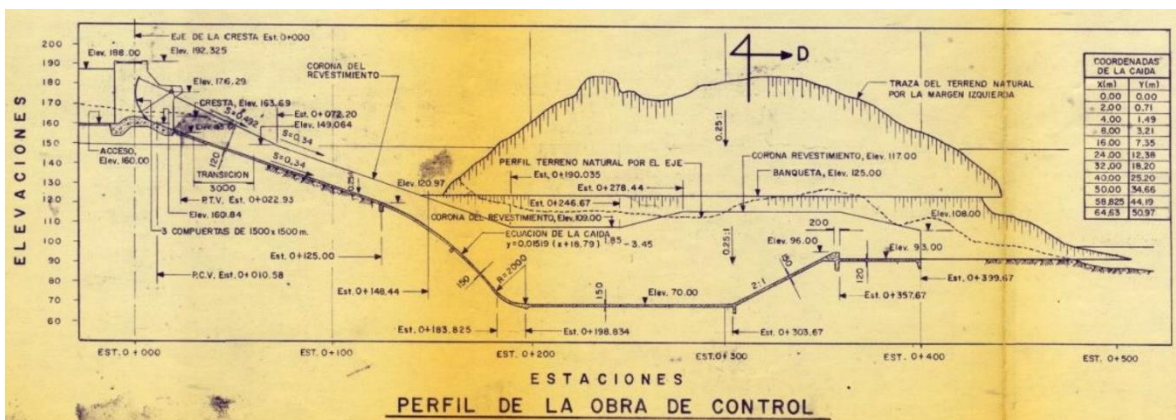 EJE DE LA CRESTA Est. 0+000
Elev. 192.325
Elev. 188.00
CORONA DEL REVESTIMIENTO
Elev. 176.29
CRESTA, Elev. 163.69
Est. 0+072.20
Elev. 149.064
S=0.492
S=0.34
S=0.34
120
ACCESO, Elev. 160.00
TRANSICION
3000
P.T.V. Est. 0+022.93
Elev. 160.84
3 COMPUERTAS DE 1500 x 1500 m.
P.C.V. Est. 0+010.58
0.25:1
Est. 0+125.00
Est. 0+148.44
Elev. 120.97
CORONA DEL REVESTIMIENTO, Elev. 109.00
ECUACION DE LA CAIDA
y=0.01519 (x+18.79)^1.85 -3.45
150
R=2000
Est. 0+183.825
Est. 0+198.834
PERFIL TERRENO NATURAL POR EL EJE
Est. 0+190.035
Est. 0+278.44
Est. 0+246.67
150
Elev. 70.00
D
0.25:1
0.25:1
TRAZA DEL TERRENO NATURAL
POR LA MARGEN IZQUIERDA
CORONA REVESTIMIENTO, Elev. 117.00
BANQUETA, Elev. 125.00
200
Elev. 96.00
Elev. 108.00
Elev. 93.00
2:1
120
Est. 0+303.67
Est. 0+357.67
Est. 0+399.67
COORDENADAS
DE LA CAIDA
X(m) Y(m)
0.00 0.00
2.00 0.71
4.00 1.49
8.00 3.21
16.00 7.35
24.00 12.38
32.00 18.20
40.00 25.20
50.00 34.66
58.825 44.19
64.63 50.97
ELEVACIONES
200
190
180
170
160
150
140
130
120
110
100
90
80
70
60
EST. 0+000
EST. 0+100
EST. 0+200
EST. 0+300
EST. 0+400
EST. 0+500
ESTACIONES
PERFIL DE LA OBRA DE CONTROL